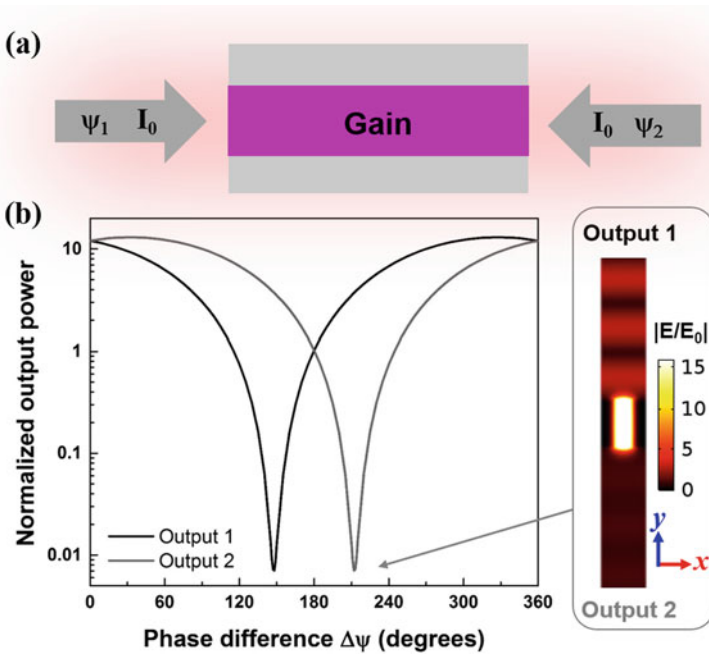 (a)
ψ1 I0
Gain
I0 ψ2
(b)
Normalized output power
10
1
0.1
0.01
Output 1
Output 2
0 60 120 180 240 300 360
Phase difference Δψ (degrees)
Output 1
|E/E0|
15
10
5
0
y
x
Output 2